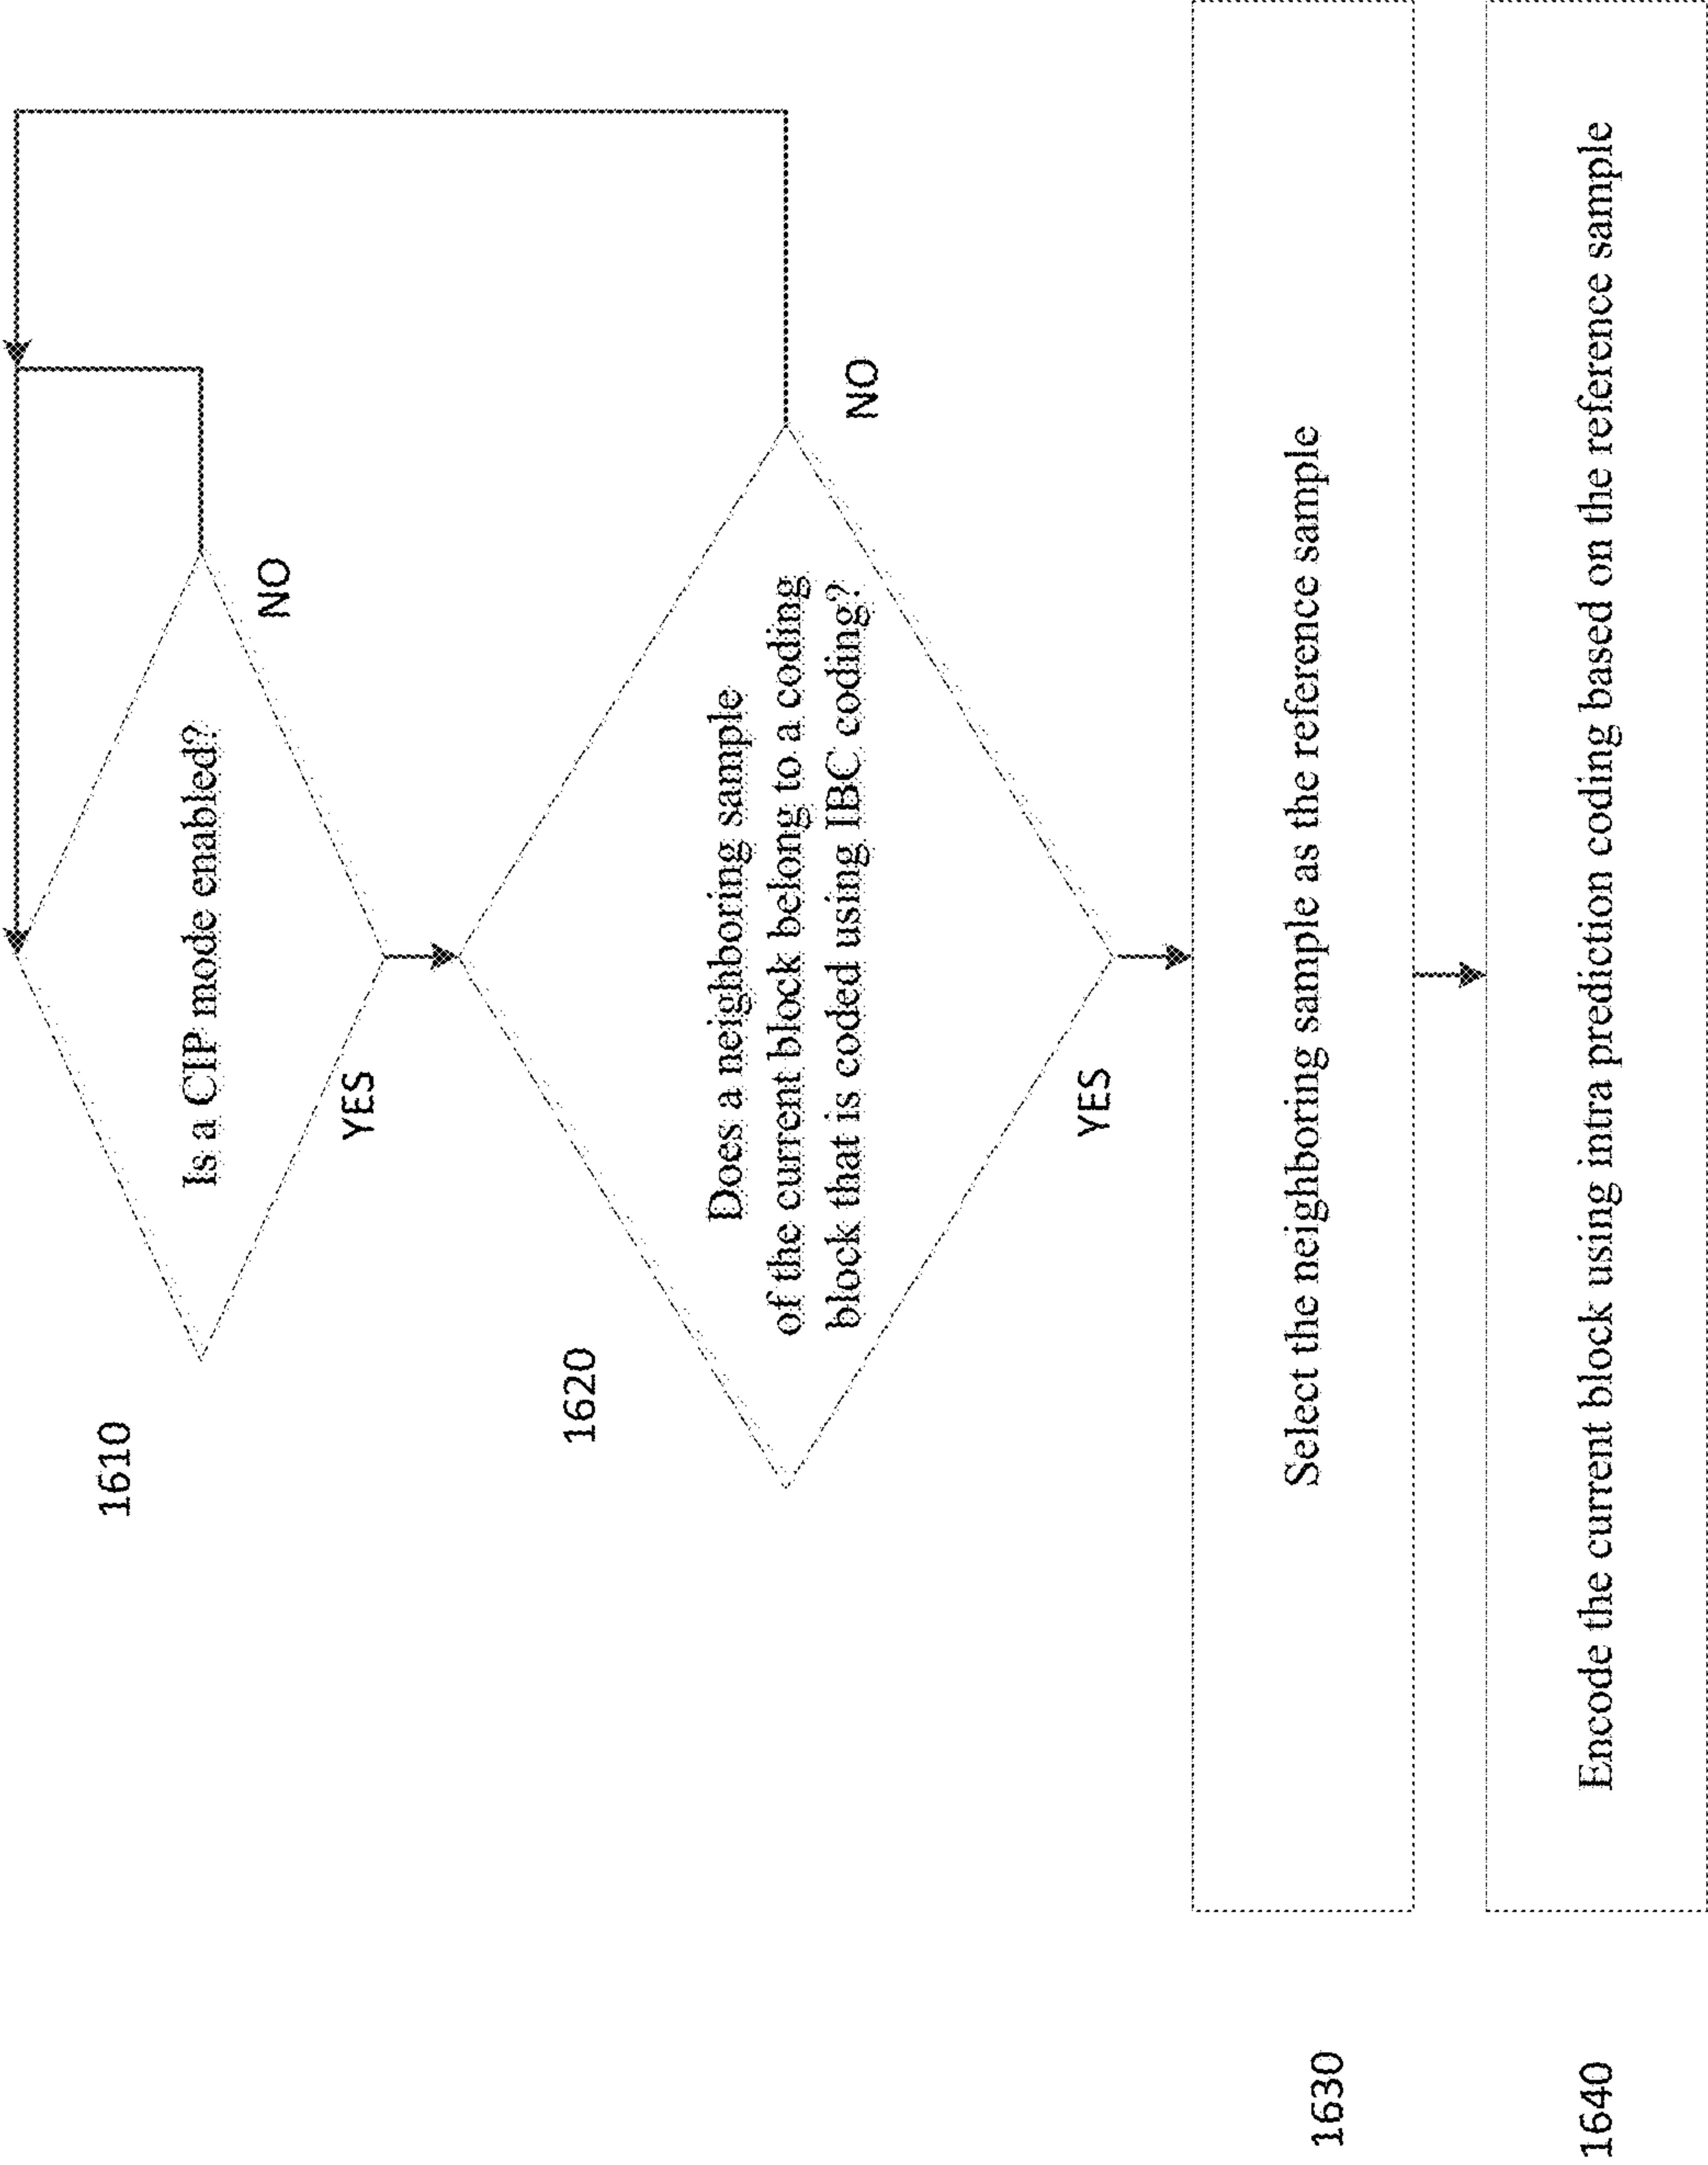 1610
Is a CIP mode enabled?
NO
YES
1620
Does a neighboring sample
of the current block belong to a coding
block that is coded using IBC coding?
NO
YES
1630
Select the neighboring sample as the reference sample
1640
Encode the current block using intra prediction coding based on the reference sample